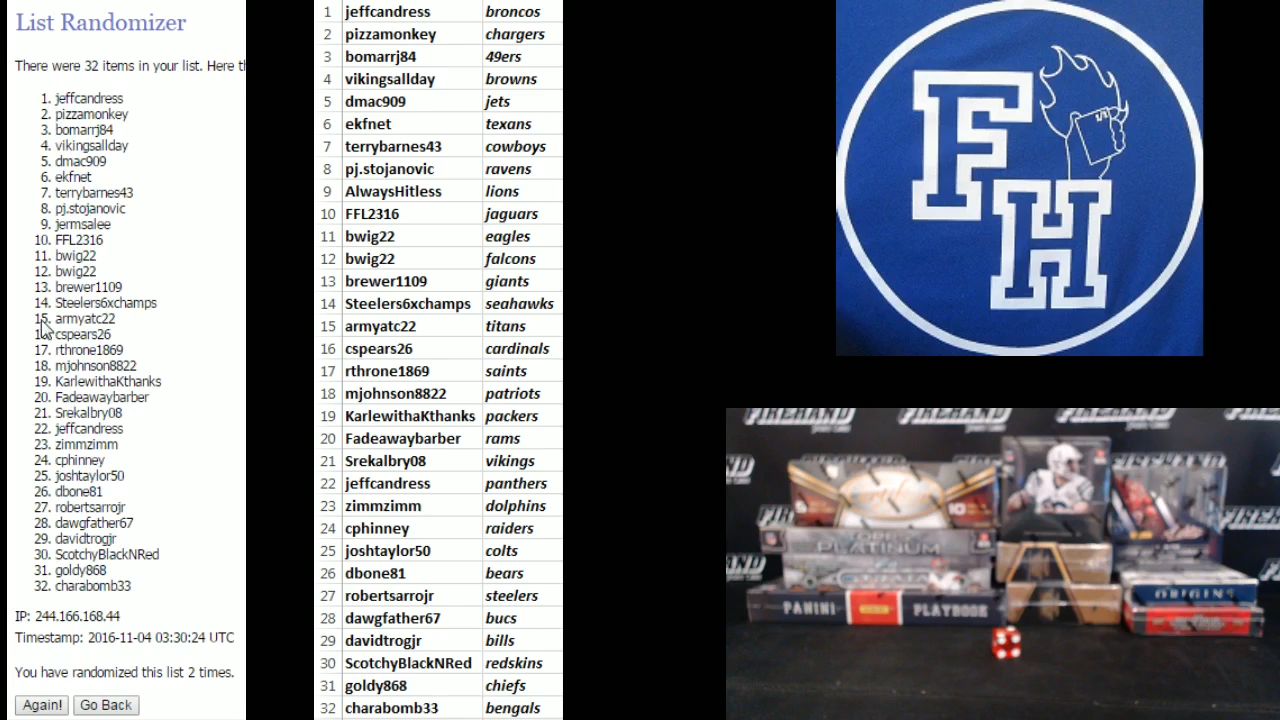 List Randomizer
There were 32 items in your list. Here th
1. jeffcandress
2. pizzamonkey
3. bomarrj84
4. vikingsallday
5. dmac909
6. ekfnet
7. terrybarnes43
8. pj.stojanovic
9. jermsalee
10. FFL2316
11. bwig22
12. bwig22
13. brewer1109
14. Steelers6xchamps
15. armyatc22
cspears26
17. rthrone1869
18. mjohnson8822
19. KarlewithaKthanks
20. Fadeawaybarber
21. Srekalbry08
22. jeffcandress
23. zimmzimm
24. cphinney
25. joshtaylor50
26. dbone81
27. robertsarrojr
28. dawgfather67
29. davidtrogjr
30. ScotchyBlackNRed
31. goldy868
32. charabomb33
IP: 244.166.168.44
Timestamp: 2016-11-04 03:30:24 UTC
You have randomized this list 2 times.
Again! Go Back
1 jeffcandress broncos
2 pizzamonkey chargers
3 bomarrj84 49ers
4 vikingsallday browns
5 dmac909 jets
6 ekfnet texans
7 terrybarnes43 cowboys
8 pj.stojanovic ravens
9 AlwaysHitless lions
10 FFL2316 jaguars
11 bwig22 eagles
12 bwig22 falcons
13 brewer1109 giants
14 Steelers6xchamps seahawks
15 armyatc22 titans
16 cspears26 cardinals
17 rthrone1869 saints
18 mjohnson8822 patriots
19 KarlewithaKthanks packers
20 Fadeawaybarber rams
21 Srekalbry08 vikings
22 jeffcandress panthers
23 zimmzimm dolphins
24 cphinney raiders
25 joshtaylor50 colts
26 dbone81 bears
27 robertsarrojr steelers
28 dawgfather67 bucs
29 davidtrogjr bills
30 ScotchyBlackNRed redskins
31 goldy868 chiefs
32 charabomb33 bengals
F
H
1/1
FIREHAND
PLATINUM
STRATA
PANINI PLAYBOOK
ORIGINS